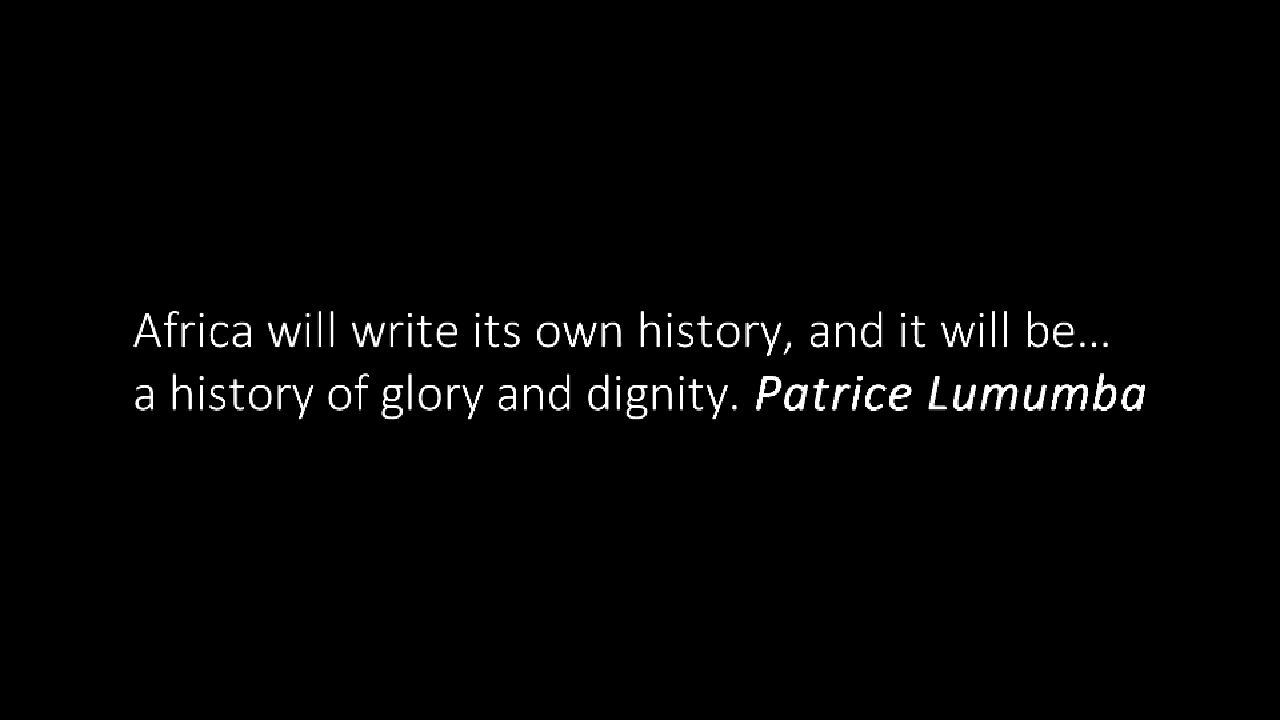 Africa will write its own history, and it will be...
a history of glory and dignity. Patrice Lumumba